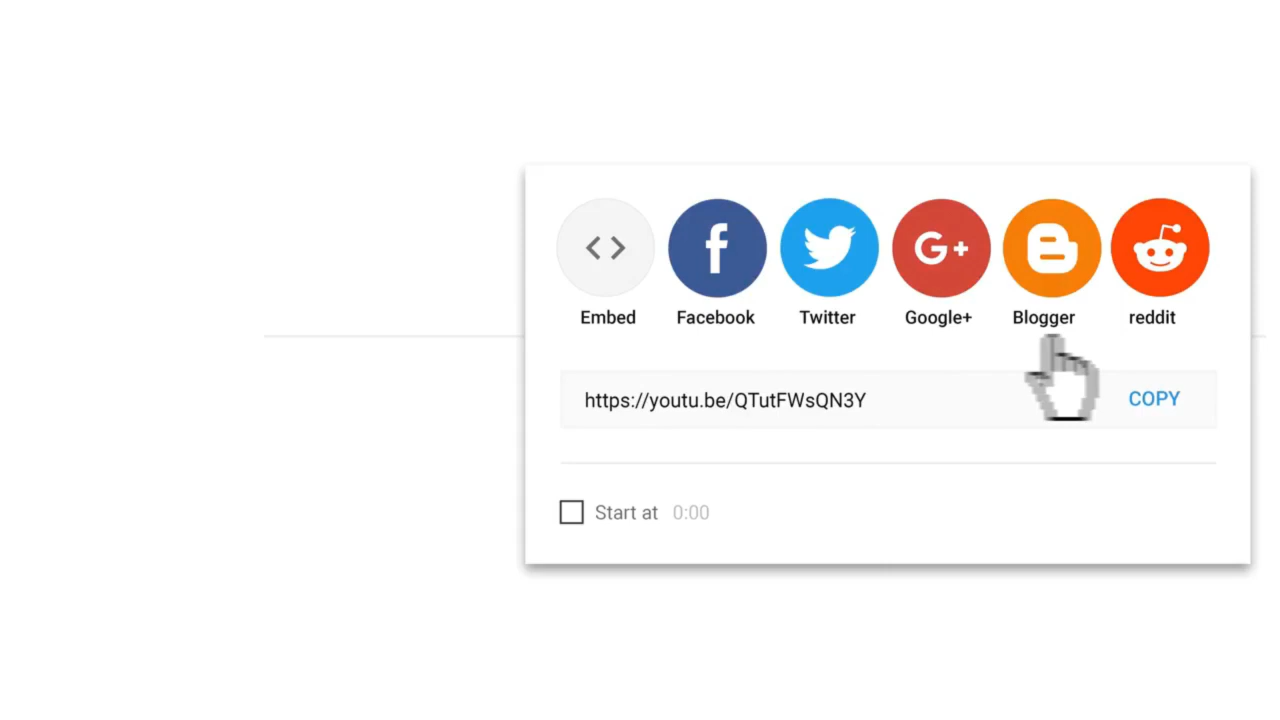 Embed Facebook Twitter Google+ Blogger reddit
https://youtu.be/QTutFWsQN3Y COPY
Start at 0:00